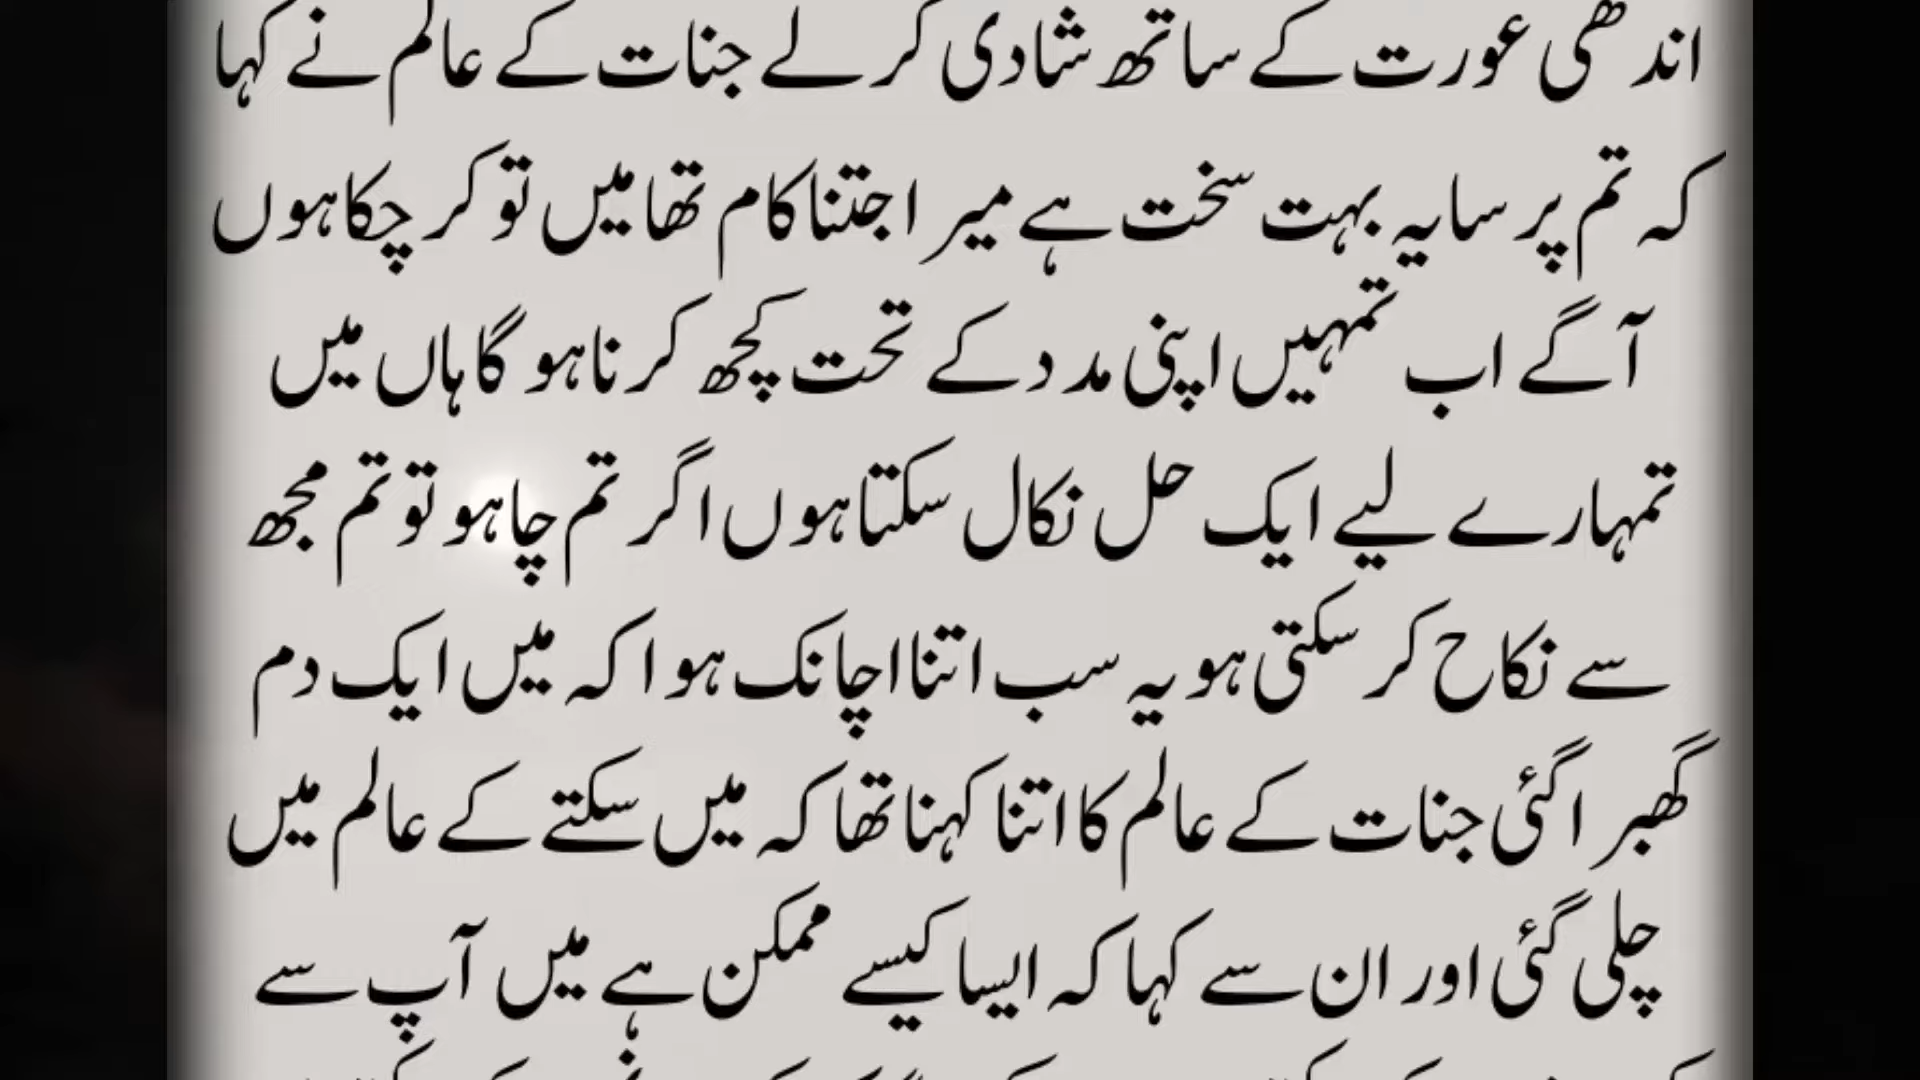 اندھی عورت کے ساتھ شادی کرلے جنات کے عالم نے کہا
کہ تم پر سایہ بہت سخت ہے میرا جتنا کام تھا میں تو کر چکا ہوں
آگے اب تمہیں اپنی مدد کے تحت کچھ کرنا ہوگا ہاں میں
تمہارے لیے ایک حل نکال سکتا ہوں اگر تم چاہو تو تم مجھ
سے نکاح کر سکتی ہو یہ سب اتنا اچانک ہوا کہ میں ایک دم
گھبرا گئی جنات کے عالم کا اتنا کہنا تھا کہ میں سکتے کے عالم میں
چلی گئی اور ان سے کہا کہ ایسا کیسے ممکن ہے میں آپ سے